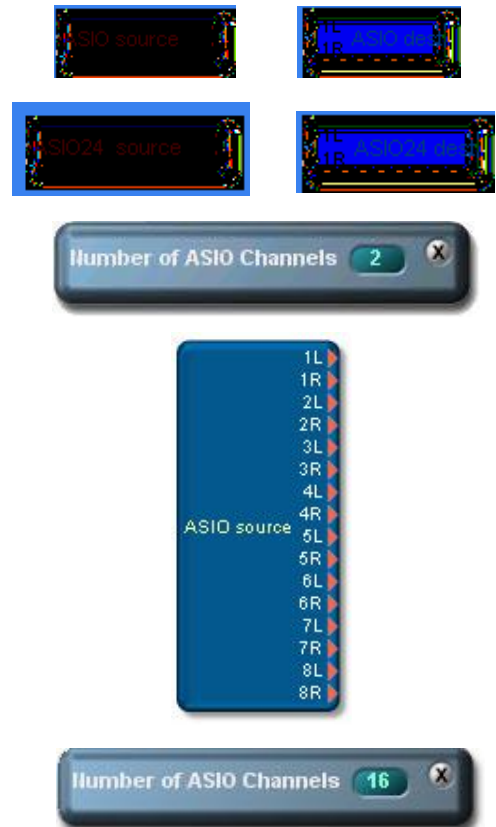 ASIO source
1L
1R
ASIO dest
ASIO24 source
1L
1R
ASIO24 dest
Number of ASIO Channels 2 X
1L
1R
2L
2R
3L
3R
4L
4R
ASIO source
5L
5R
6L
6R
7L
7R
8L
8R
Number of ASIO Channels 16 X